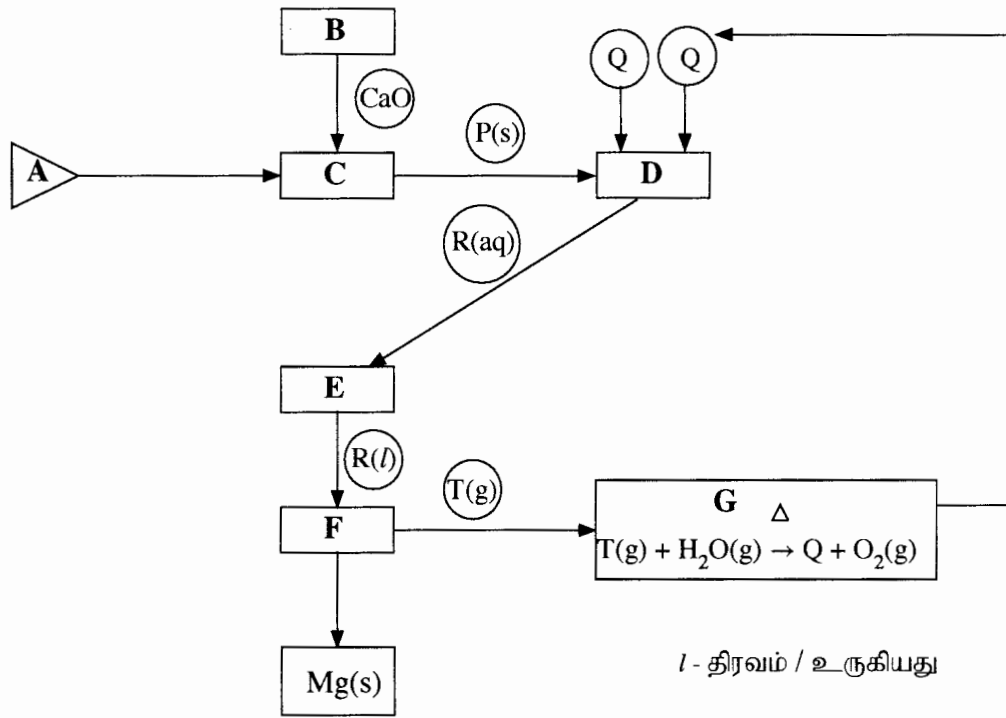 B
Q Q
CaO
P(s)
A
C
D
R(aq)
E
R(l)
T(g)
G Δ
F
T(g) + H₂O(g) → Q + O₂(g)
Mg(s)
l - திரவம் / உருகியது